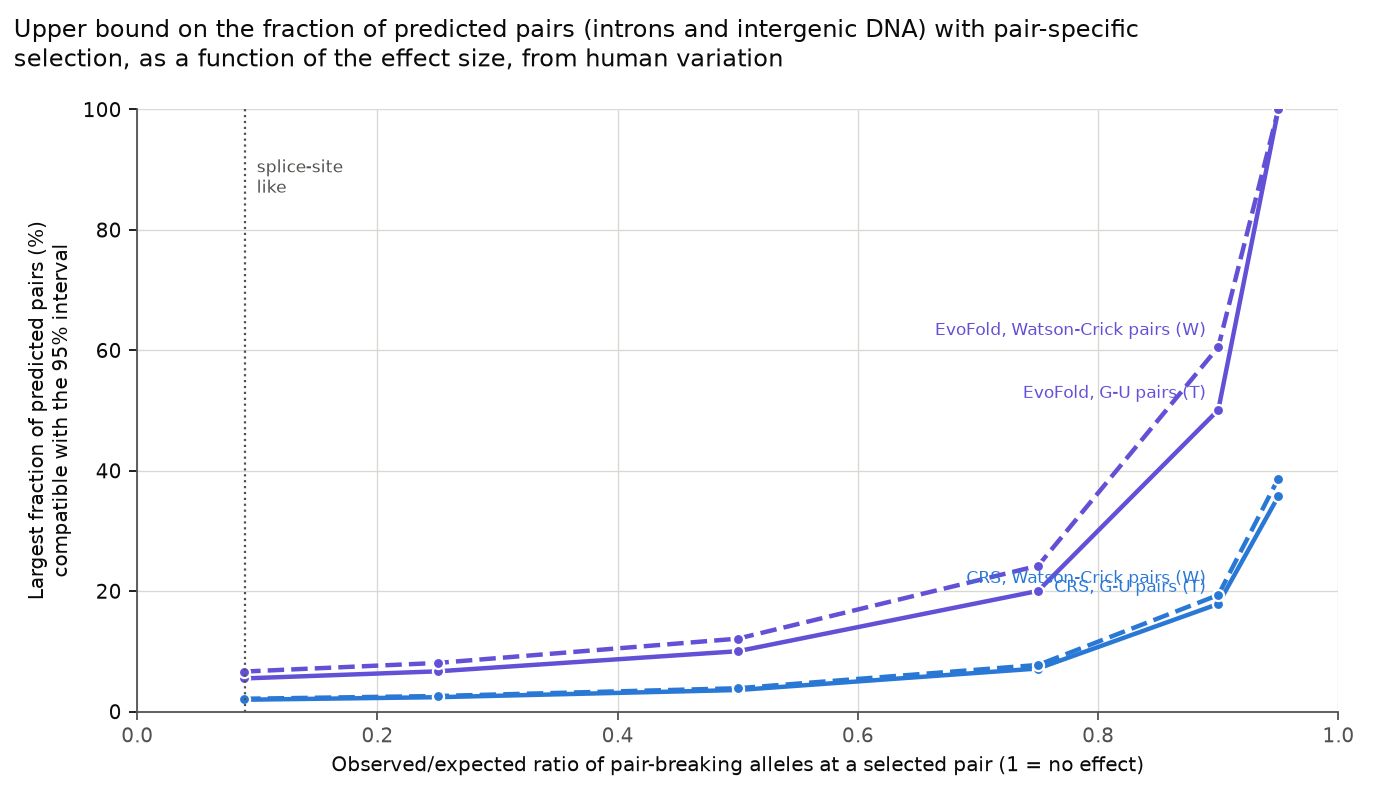 Upper bound on the fraction of predicted pairs (introns and intergenic DNA) with pair-specific
selection, as a function of the effect size, from human variation
100
80
60
40
20
0
Largest fraction of predicted pairs (%)
compatible with the 95% interval
splice-site
like
EvoFold, Watson-Crick pairs (W)
EvoFold, G-U pairs (T)
CRS, Watson-Crick pairs (W)
CRS, G-U pairs (T)
0.0 0.2 0.4 0.6 0.8 1.0
Observed/expected ratio of pair-breaking alleles at a selected pair (1 = no effect)